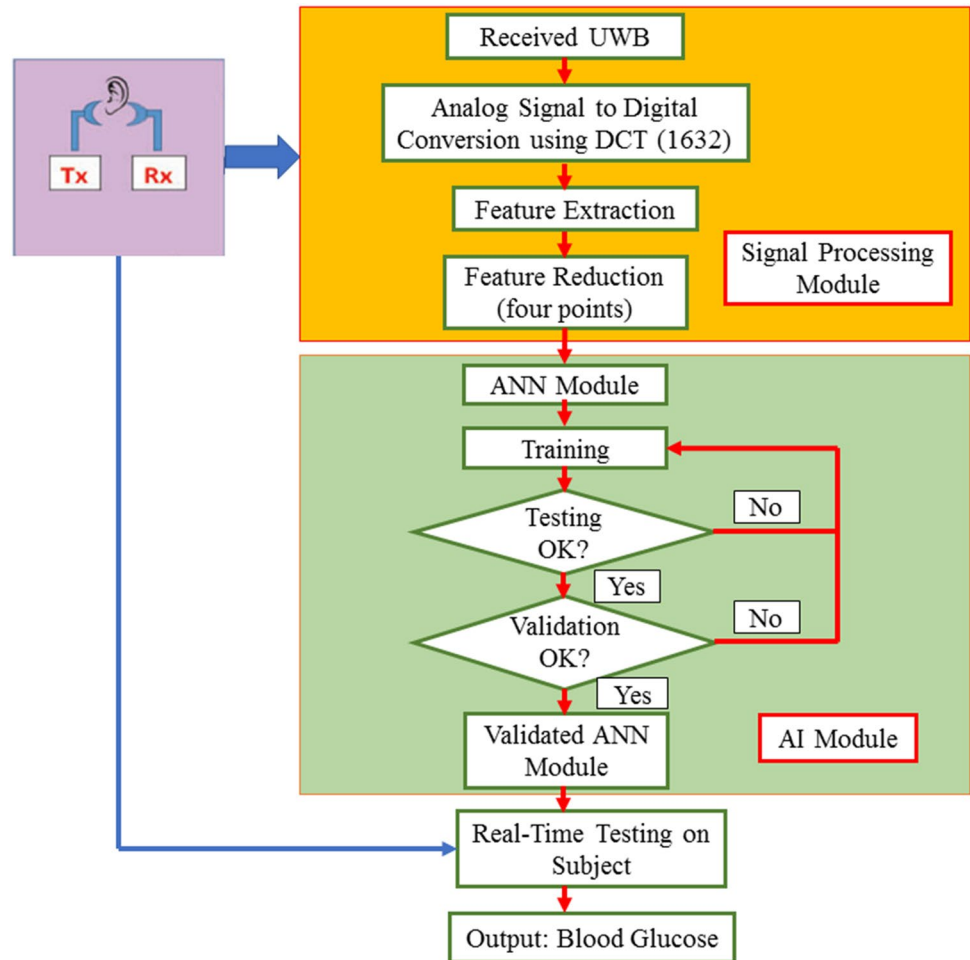 Tx
Rx
Received UWB
Analog Signal to Digital
Conversion using DCT (1632)
Feature Extraction
Feature Reduction
(four points)
Signal Processing
Module
ANN Module
Training
Testing
OK?
No
Yes
Validation
OK?
No
Yes
Validated ANN
Module
AI Module
Real-Time Testing on
Subject
Output: Blood Glucose